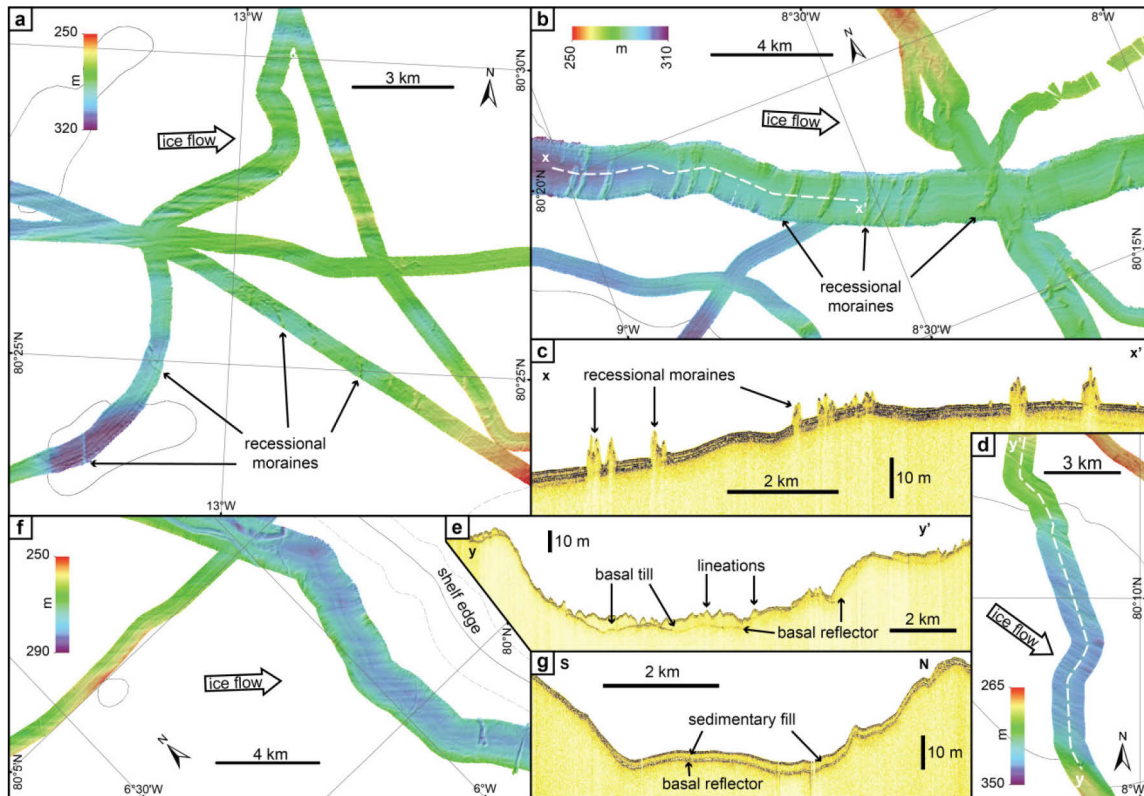 a
13°W
250
m
320
3 km
N
ice flow
80°25'N
80°25'N
recessional
moraines
13°W
b
8°30'W
8°W
250
m
310
4 km
N
80°30'N
ice flow
x
x'
80°20'N
80°15'N
recessional
moraines
9°W
8°30'W
c
x
x'
recessional moraines
2 km
10 m
d
y'
3 km
80°10'N
ice flow
265
m
350
N
y
8°W
e
y
10 m
y'
basal till
lineations
basal reflector
2 km
f
250
m
290
shelf edge
80°N
ice flow
N
4 km
80°5'N
6°30'W
6°W
g
S
2 km
N
sedimentary fill
basal reflector
10 m